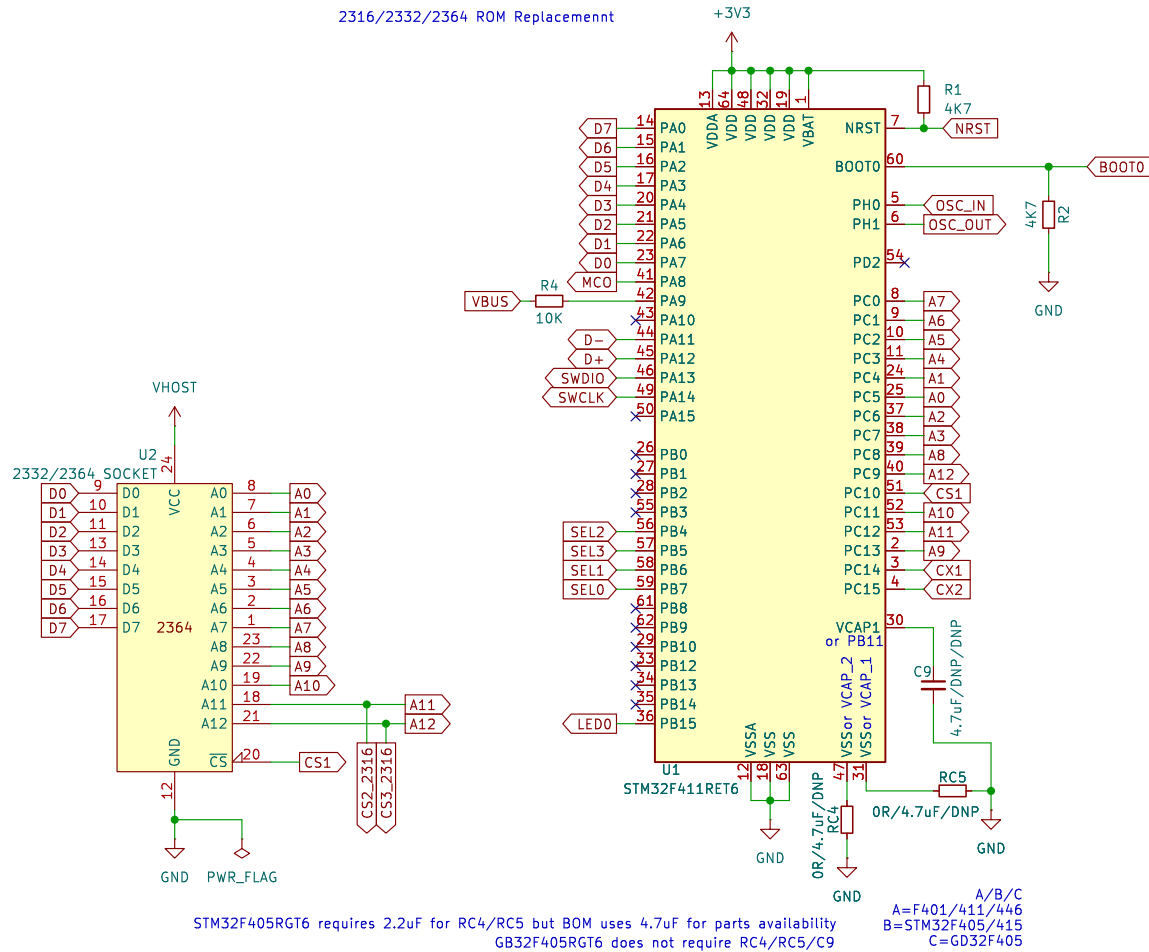 2316/2332/2364 ROM Replacemennt
+3V3
13 64 48 32 19 1
VDDA VDD VDD VDD VDD VBAT
R1
4K7
D7 14 PA0
D6 15 PA1
D5 16 PA2
D4 17 PA3
D3 20 PA4
D2 21 PA5
D1 22 PA6
D0 23 PA7
MCO 41 PA8
VBUS R4 10K 42 PA9
43 PA10
D- 44 PA11
D+ 45 PA12
SWDIO 46 PA13
SWCLK 49 PA14
50 PA15
26 PB0
27 PB1
28 PB2
55 PB3
SEL2 56 PB4
SEL3 57 PB5
SEL1 58 PB6
SEL0 59 PB7
61 PB8
62 PB9
29 PB10
33 PB12
34 PB13
35 PB14
LED0 36 PB15
NRST 7 NRST
BOOT0 60 BOOT0
4K7 R2
GND
PH0 5 OSC_IN
PH1 6 OSC_OUT
PD2 54
PC0 8 A7
PC1 9 A6
PC2 10 A5
PC3 11 A4
PC4 24 A1
PC5 25 A0
PC6 37 A2
PC7 38 A3
PC8 39 A8
PC9 40 A12
PC10 51 CS1
PC11 52 A10
PC12 53 A11
PC13 2 A9
PC14 3 CX1
PC15 4 CX2
VCAP1 30
or PB11
C9
4.7uF/DNP/DNP
VSSA VSS VSS
12 18 63
VSS or VCAP_2
VSS or VCAP_1
47 31
U1
STM32F411RET6
GND
RC4
0R/4.7uF/DNP
GND
RC5
0R/4.7uF/DNP
GND
VHOST
U2
2332/2364 SOCKET
24
VCC
D0 9 D0
D1 10 D1
D2 11 D2
D3 13 D3
D4 14 D4
D5 15 D5
D6 16 D6
D7 17 D7
2364
A0 8 A0
A1 7 A1
A2 6 A2
A3 5 A3
A4 4 A4
A5 3 A5
A6 2 A6
A7 1 A7
A8 23 A8
A9 22 A9
A10 19 A10
A11 18 A11
A12 21 A12
CS 20 CS1
CS2_2316
CS3_2316
GND
12
GND
PWR_FLAG
STM32F405RGT6 requires 2.2uF for RC4/RC5 but BOM uses 4.7uF for parts availability
GB32F405RGT6 does not require RC4/RC5/C9
A/B/C
A=F401/411/446
B=STM32F405/415
C=GD32F405